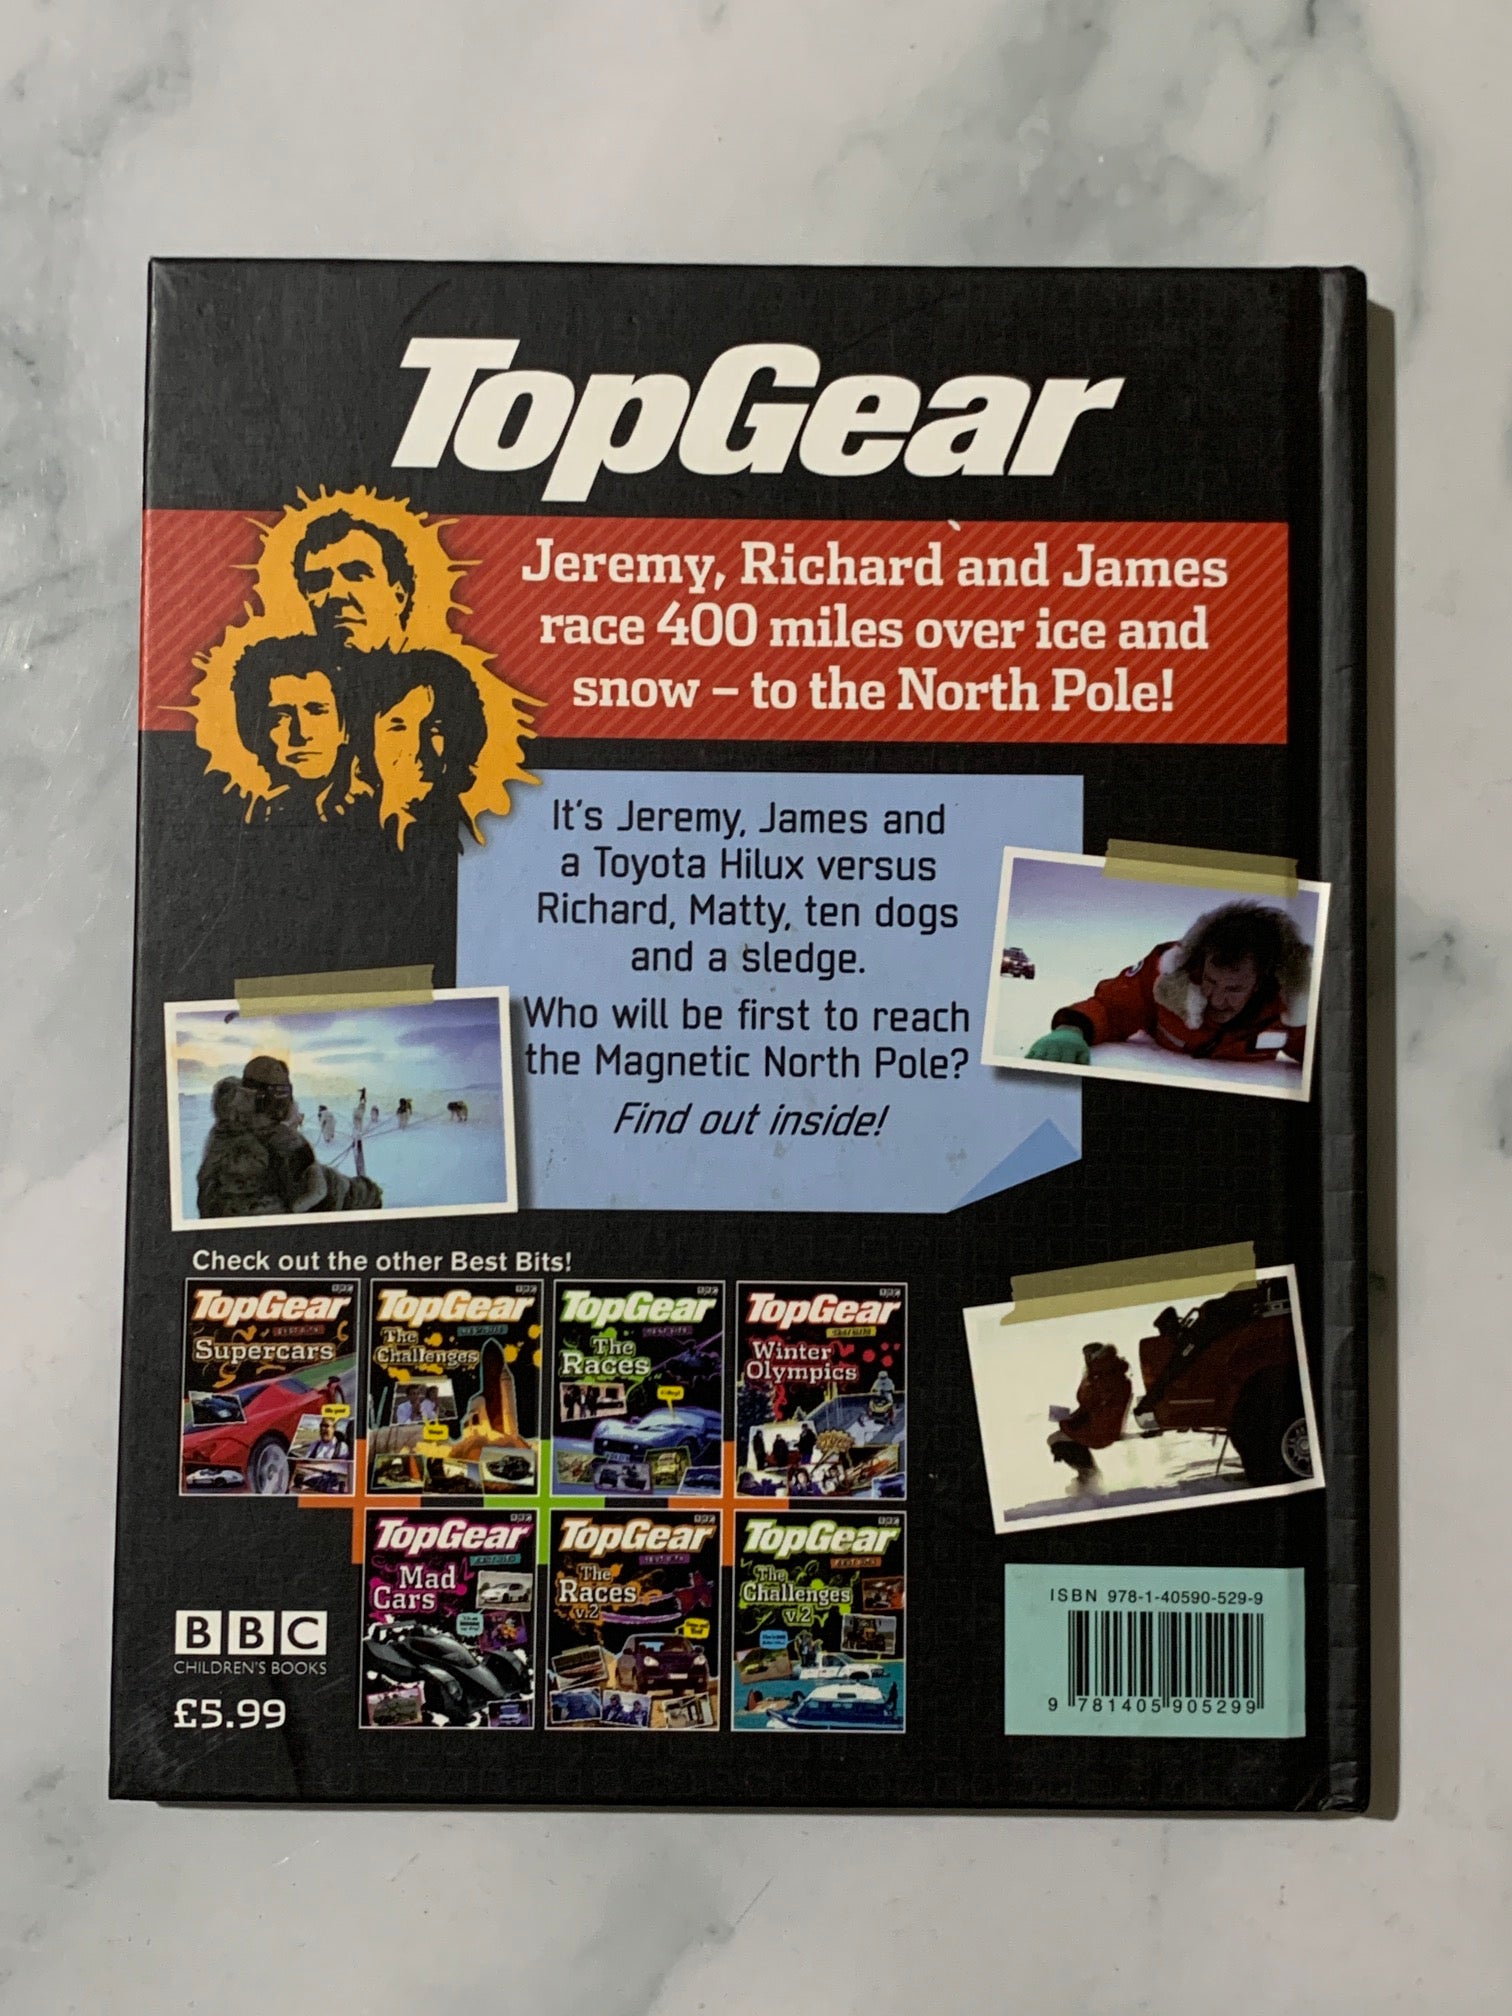 TopGear
Jeremy, Richard and James
race 400 miles over ice and
snow – to the North Pole!
It's Jeremy, James and
a Toyota Hilux versus
Richard, Matty, ten dogs
and a sledge.
Who will be first to reach
the Magnetic North Pole?
Find out inside!
Check out the other Best Bits!
TopGear
Supercars
TopGear
The
Challenges
TopGear
The
Races
TopGear
Winter
Olympics
TopGear
Mad
Cars
TopGear
The
Races
v.2
TopGear
The
Challenges
v.2
BBC
CHILDREN'S BOOKS
£5.99
ISBN 978-1-40590-529-9
9 781405 905299